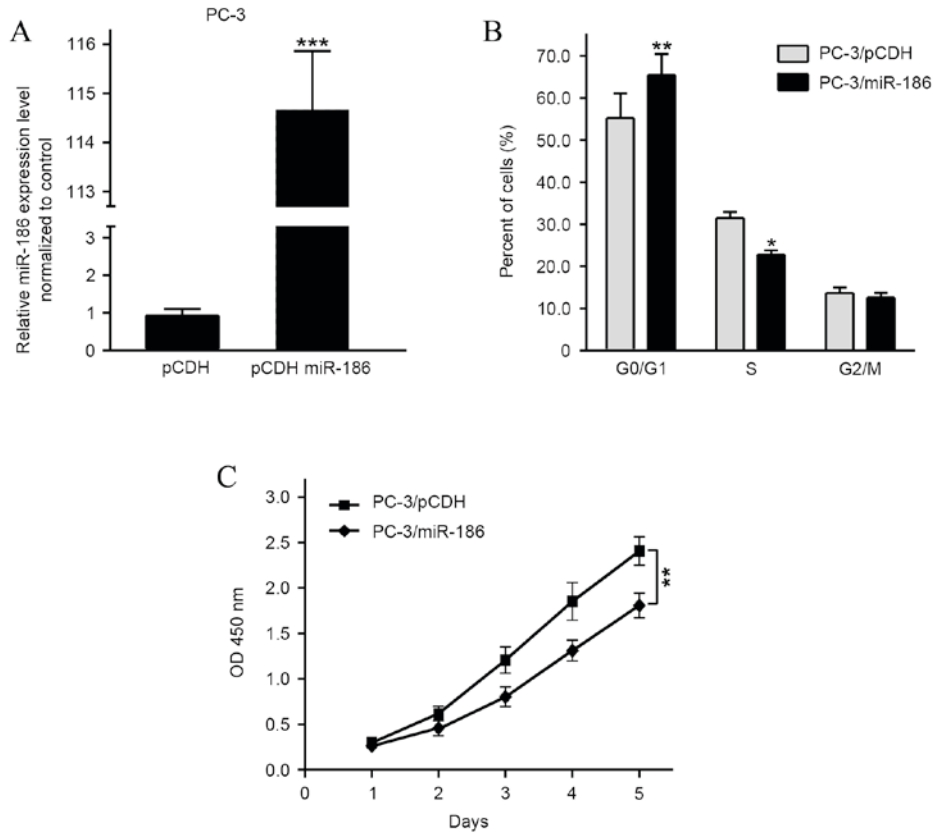 A
PC-3
Relative miR-186 expression level
normalized to control
116
115
114
113
3
2
1
0
***
pCDH
pCDH miR-186
B
Percent of cells (%)
70.0
60.0
50.0
40.0
30.0
20.0
10.0
0
**
*
PC-3/pCDH
PC-3/miR-186
G0/G1
S
G2/M
C
OD 450 nm
3.0
2.5
2.0
1.5
1.0
0.5
0.0
PC-3/pCDH
PC-3/miR-186
**
0
1
2
3
4
5
Days